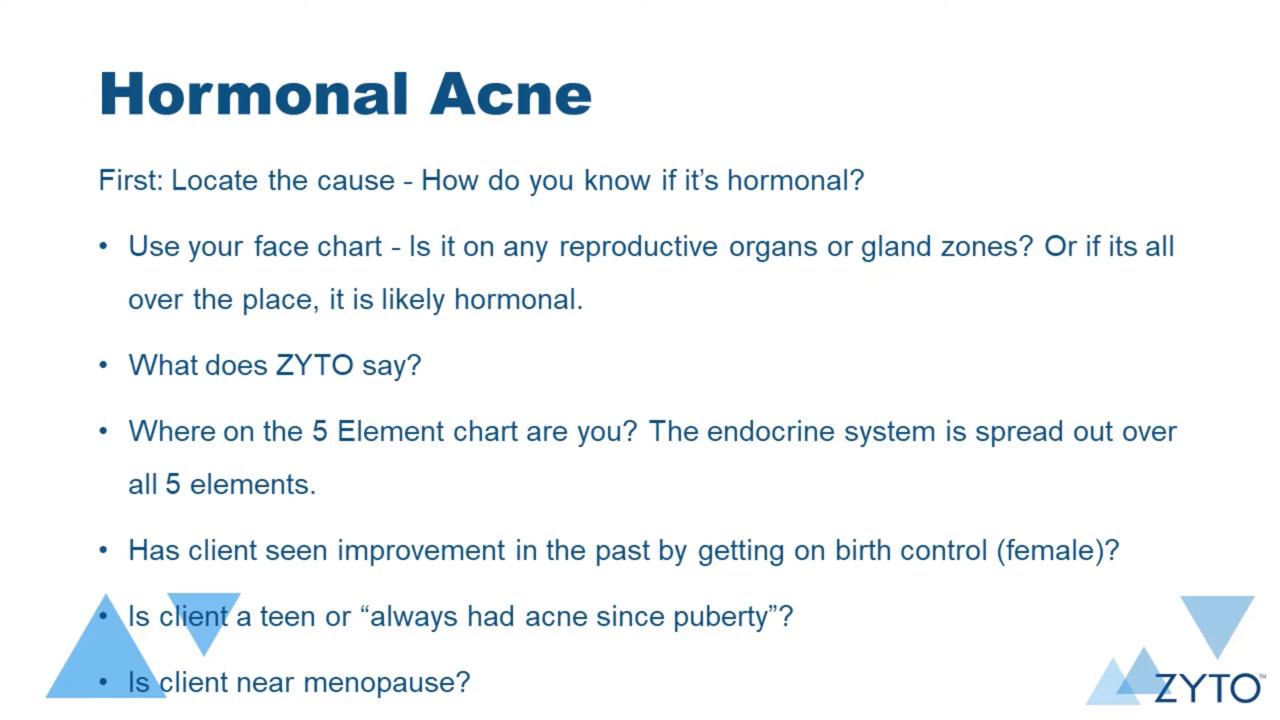 Hormonal Acne
First: Locate the cause - How do you know if it’s hormonal?
• Use your face chart - Is it on any reproductive organs or gland zones? Or if its all
over the place, it is likely hormonal.
• What does ZYTO say?
• Where on the 5 Element chart are you? The endocrine system is spread out over
all 5 elements.
• Has client seen improvement in the past by getting on birth control (female)?
• Is client a teen or “always had acne since puberty”?
• Is client near menopause?
ZYTO™